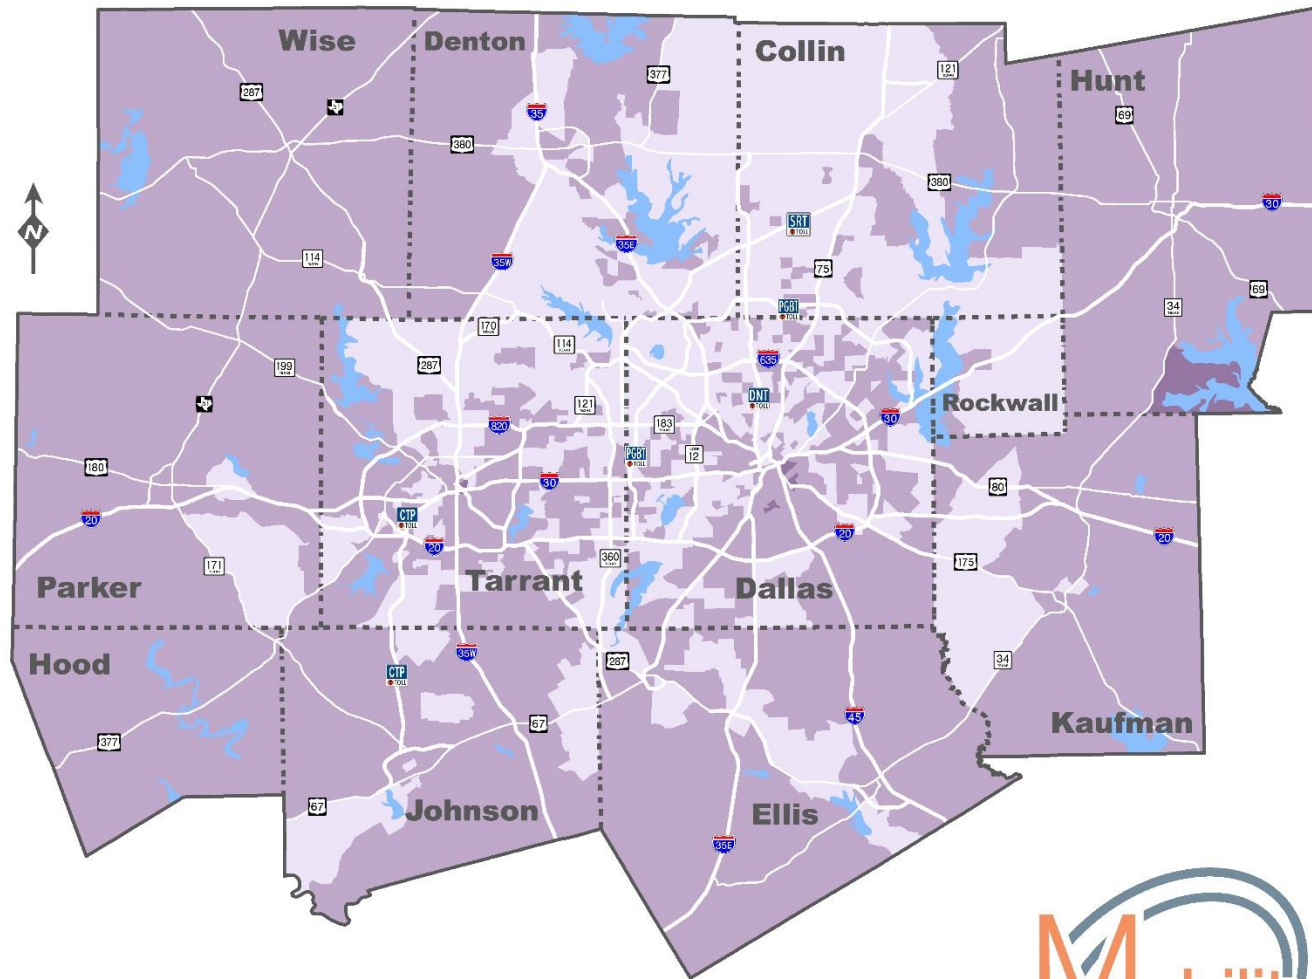 Wise
Denton
Collin
Hunt
377
121
287
35
69
380
380
30
SRT
TOLL
N
114
35W
35E
75
69
34
PGBT
TOLL
170
114
635
199
287
DNT
TOLL
121
30
Rockwall
820
183
12
PGBT
TOLL
180
30
80
CTP
TOLL
20
20
20
20
171
360
175
Parker
Tarrant
Dallas
Hood
35W
287
34
CTP
TOLL
377
67
45
Kaufman
67
Johnson
Ellis
35E
M